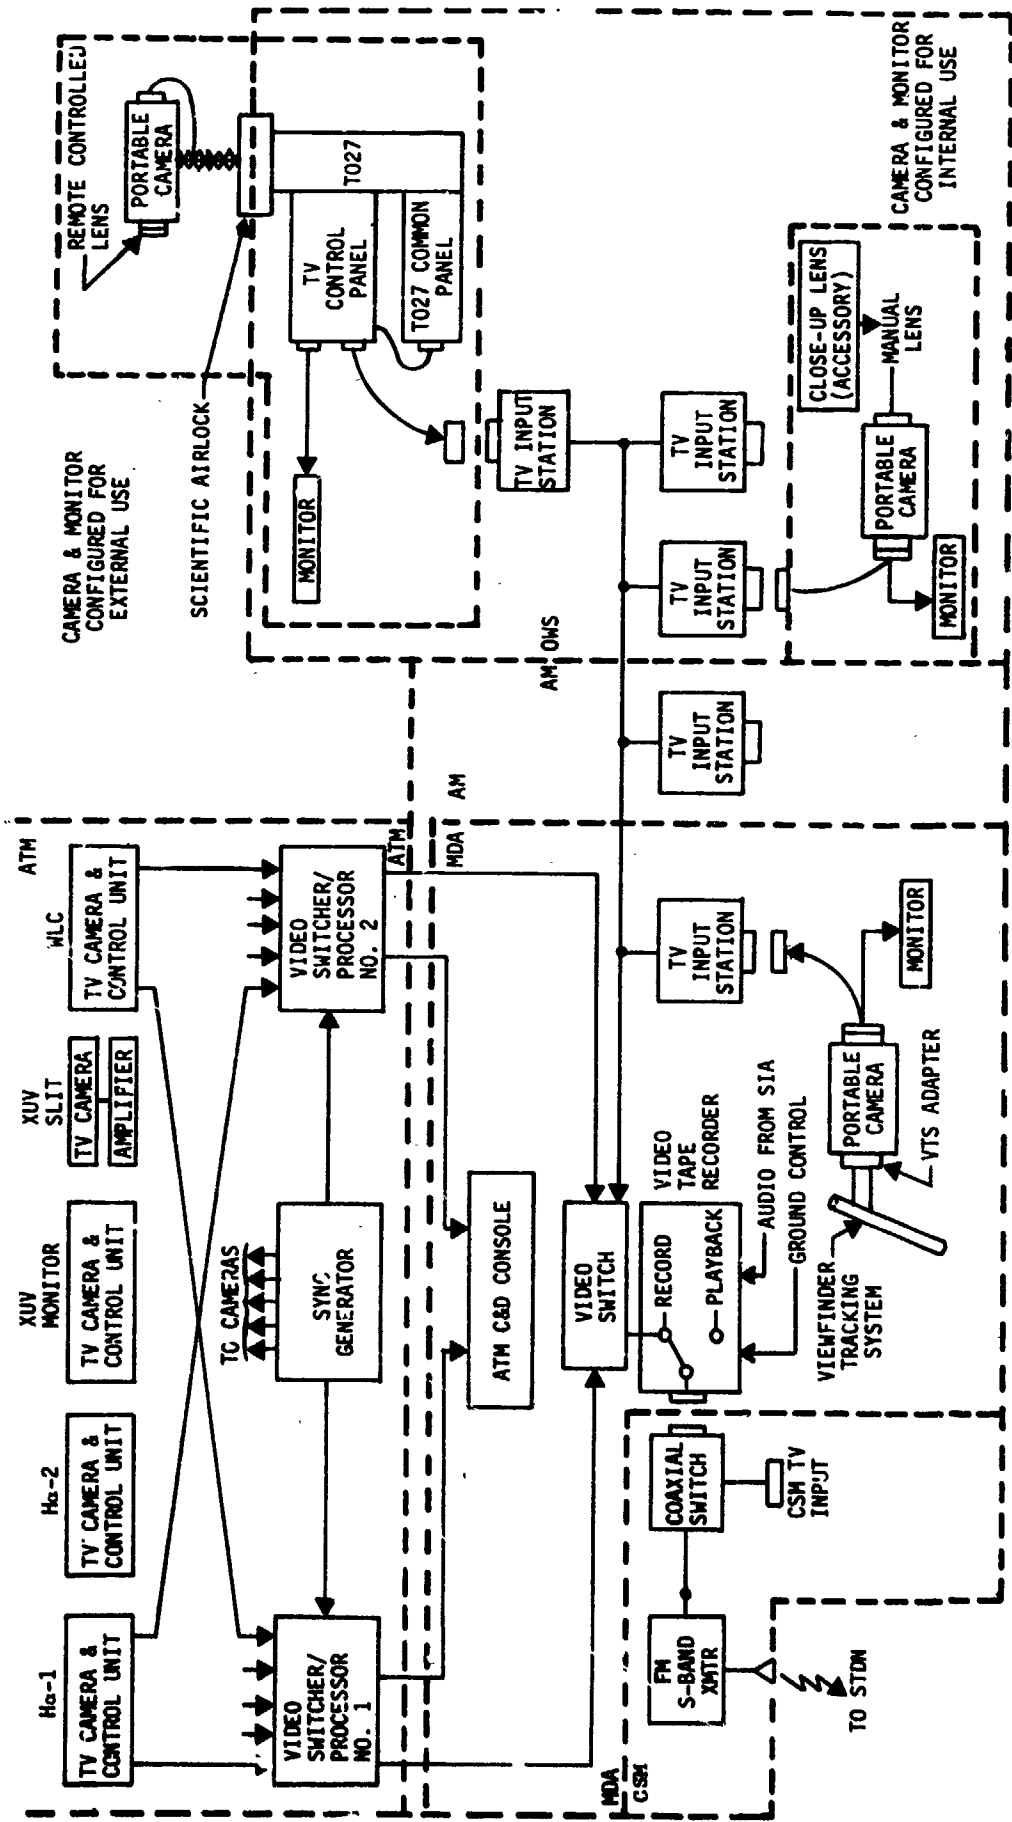 Hα-1
TV CAMERA &
CONTROL UNIT
Hα-2
TV CAMERA &
CONTROL UNIT
XUV
MONITOR
TV CAMERA &
CONTROL UNIT
XUV
SLIT
TV CAMERA
AMPLIFIER
WLC
TV CAMERA &
CONTROL UNIT
ATM
TO CAMERAS
VIDEO
SWITCHER/
PROCESSOR
NO. 1
SYNC
GENERATOR
VIDEO
SWITCHER/
PROCESSOR
NO. 2
ATM
MDA
AM
ATM C&D CONSOLE
VIDEO
SWITCH
MDA
CSM
VIDEO
TAPE
RECORDER
RECORD
PLAYBACK
AUDIO FROM SIA
GROUND CONTROL
FM
S-BAND
XMTR
COAXIAL
SWITCH
CSM TV
INPUT
TO STDN
TV
INPUT
STATION
VIEWFINDER
TRACKING
SYSTEM
PORTABLE
CAMERA
VTS ADAPTER
MONITOR
TV
INPUT
STATION
AM
OWS
CAMERA & MONITOR
CONFIGURED FOR
EXTERNAL USE
REMOTE CONTROLLED
LENS
PORTABLE
CAMERA
SCIENTIFIC AIRLOCK
TO27
TV
CONTROL
PANEL
TO27 COMMON
PANEL
MONITOR
TV INPUT
STATION
TV
INPUT
STATION
TV
INPUT
STATION
CLOSE-UP LENS
(ACCESSORY)
MANUAL
LENS
PORTABLE
CAMERA
MONITOR
CAMERA & MONITOR
CONFIGURED FOR
INTERNAL USE